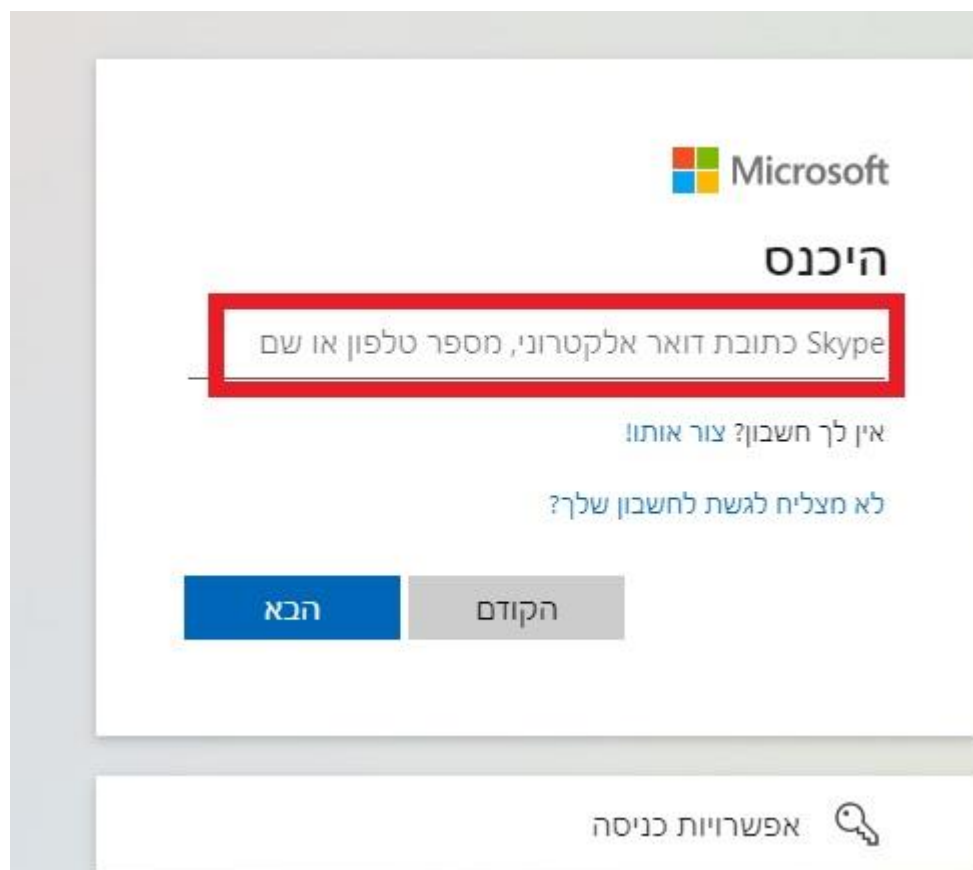 Microsoft
היכנס
Skype כתובת דואר אלקטרוני, מספר טלפון או שם
אין לך חשבון? צור אותו!
לא מצליח לגשת לחשבון שלך?
הקודם
הבא
אפשרויות כניסה